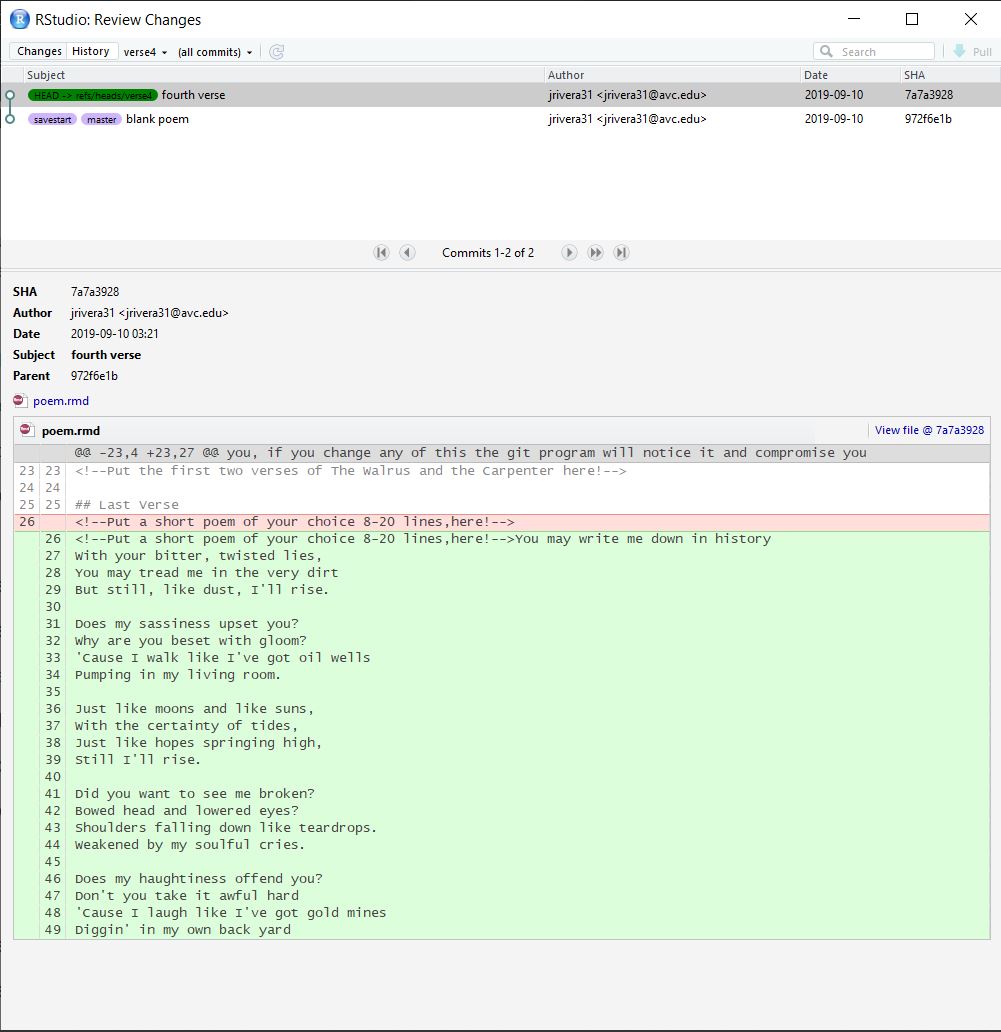 RStudio: Review Changes
Changes History verse4 (all commits) Search Pull
Subject Author Date SHA
HEAD -> refs/heads/verse4 fourth verse jrivera31 <jrivera31@avc.edu> 2019-09-10 7a7a3928
savestart master blank poem jrivera31 <jrivera31@avc.edu> 2019-09-10 972f6e1b
Commits 1-2 of 2
SHA 7a7a3928
Author jrivera31 <jrivera31@avc.edu>
Date 2019-09-10 03:21
Subject fourth verse
Parent 972f6e1b
poem.rmd
poem.rmd View file @ 7a7a3928
@@ -23,4 +23,27 @@ you, if you change any of this the git program will notice it and compromise you
23 23 <!--Put the first two verses of The Walrus and the Carpenter here!-->
24 24
25 25 ## Last Verse
26 <!--Put a short poem of your choice 8-20 lines,here!-->
26 <!--Put a short poem of your choice 8-20 lines,here!-->You may write me down in history
27 With your bitter, twisted lies,
28 You may tread me in the very dirt
29 But still, like dust, I'll rise.
30
31 Does my sassiness upset you?
32 Why are you beset with gloom?
33 'Cause I walk like I've got oil wells
34 Pumping in my living room.
35
36 Just like moons and like suns,
37 With the certainty of tides,
38 Just like hopes springing high,
39 Still I'll rise.
40
41 Did you want to see me broken?
42 Bowed head and lowered eyes?
43 Shoulders falling down like teardrops.
44 Weakened by my soulful cries.
45
46 Does my haughtiness offend you?
47 Don't you take it awful hard
48 'Cause I laugh like I've got gold mines
49 Diggin' in my own back yard